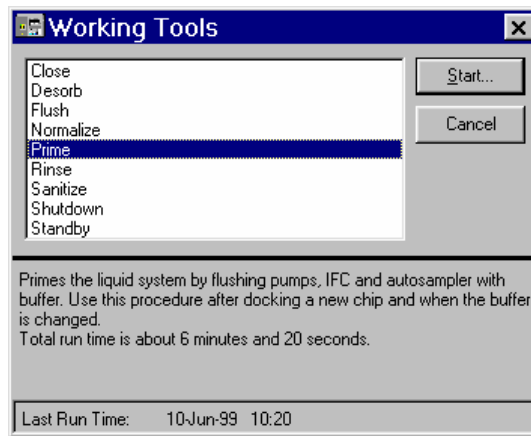 Working Tools
Close
Desorb
Flush
Normalize
Prime
Rinse
Sanitize
Shutdown
Standby
Start...
Cancel
Primes the liquid system by flushing pumps, IFC and autosampler with
buffer. Use this procedure after docking a new chip and when the buffer
is changed.
Total run time is about 6 minutes and 20 seconds.
Last Run Time: 10-Jun-99 10:20